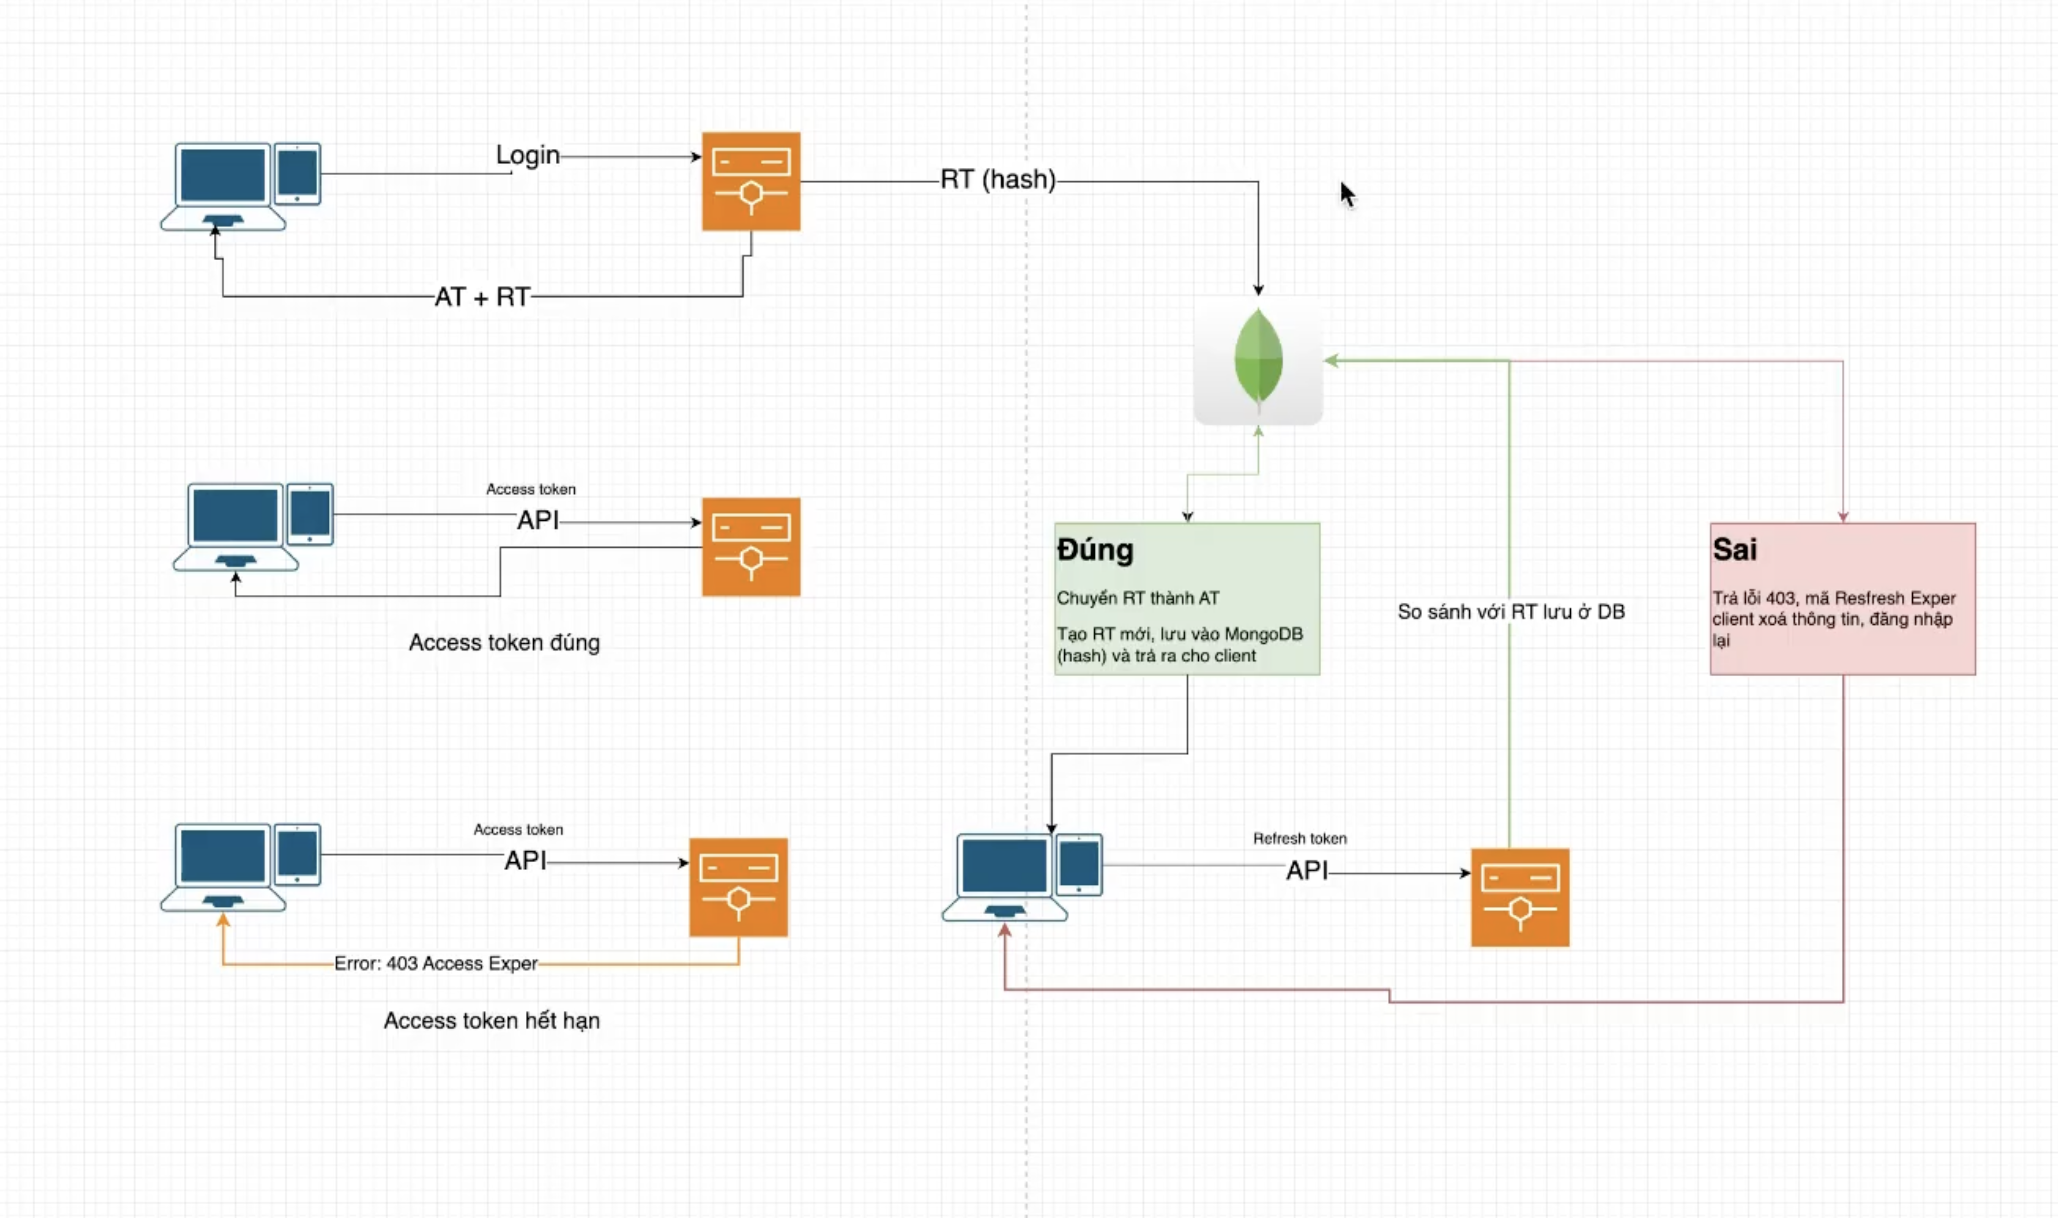 Login
RT (hash)
AT + RT
Access token
API
Access token đúng
Đúng
Chuyển RT thành AT
Tạo RT mới, lưu vào MongoDB
(hash) và trả ra cho client
So sánh với RT lưu ở DB
Sai
Trả lỗi 403, mã Resfresh Exper
client xoá thông tin, đăng nhập
lại
Access token
API
Error: 403 Access Exper
Access token hết hạn
Refresh token
API